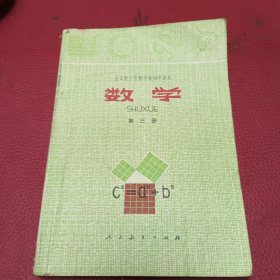 全日制十年制学校初中课本
数学
SHUXUE
第三册
c²=a²+b²
人民教育出版社